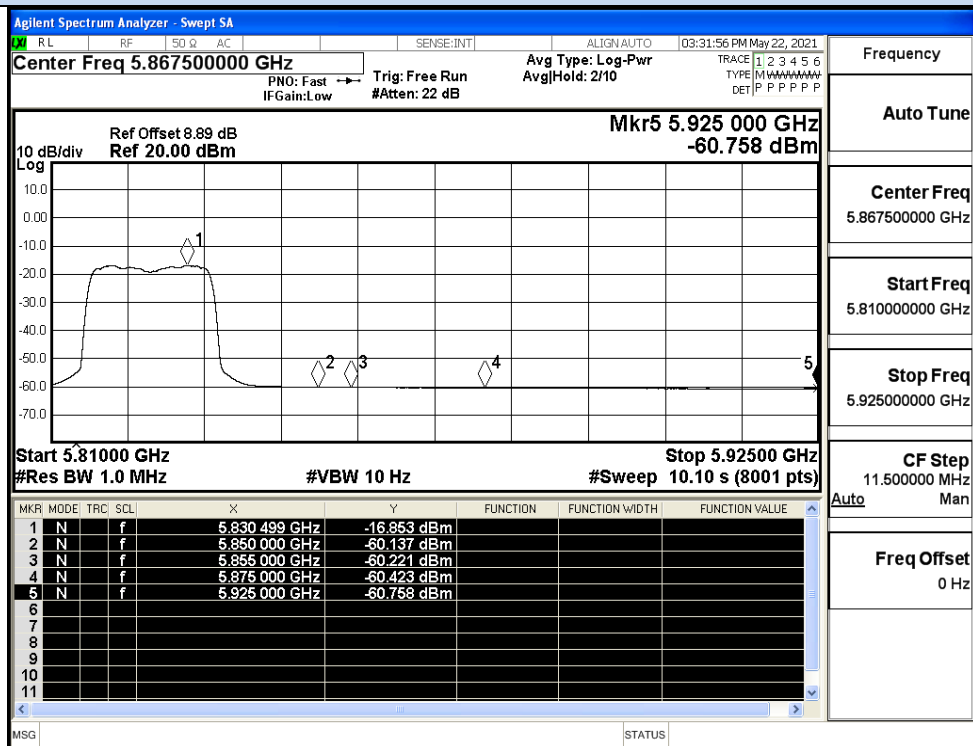 Agilent Spectrum Analyzer - Swept SA
LXI RL RF 50 Ω AC SENSE:INT ALIGN AUTO 03:31:56 PM May 22, 2021
Center Freq 5.867500000 GHz
PNO: Fast
IFGain:Low
Trig: Free Run
#Atten: 22 dB
Avg Type: Log-Pwr
Avg|Hold: 2/10
TRACE 1 2 3 4 5 6
TYPE M WWWWW
DET P P P P P P
Mkr5 5.925 000 GHz
-60.758 dBm
Ref Offset 8.89 dB
10 dB/div Ref 20.00 dBm
Log
10.0
0.00
-10.0
-20.0
-30.0
-40.0
-50.0
-60.0
-70.0
1
2
3
4
5
Start 5.81000 GHz Stop 5.92500 GHz
#Res BW 1.0 MHz #VBW 10 Hz #Sweep 10.10 s (8001 pts)
MKR MODE TRC SCL X Y FUNCTION FUNCTION WIDTH FUNCTION VALUE
1 N f 5.830 499 GHz -16.853 dBm
2 N f 5.850 000 GHz -60.137 dBm
3 N f 5.855 000 GHz -60.221 dBm
4 N f 5.875 000 GHz -60.423 dBm
5 N f 5.925 000 GHz -60.758 dBm
6
7
8
9
10
11
MSG STATUS
Frequency
Auto Tune
Center Freq
5.867500000 GHz
Start Freq
5.810000000 GHz
Stop Freq
5.925000000 GHz
CF Step
11.500000 MHz
Auto Man
Freq Offset
0 Hz